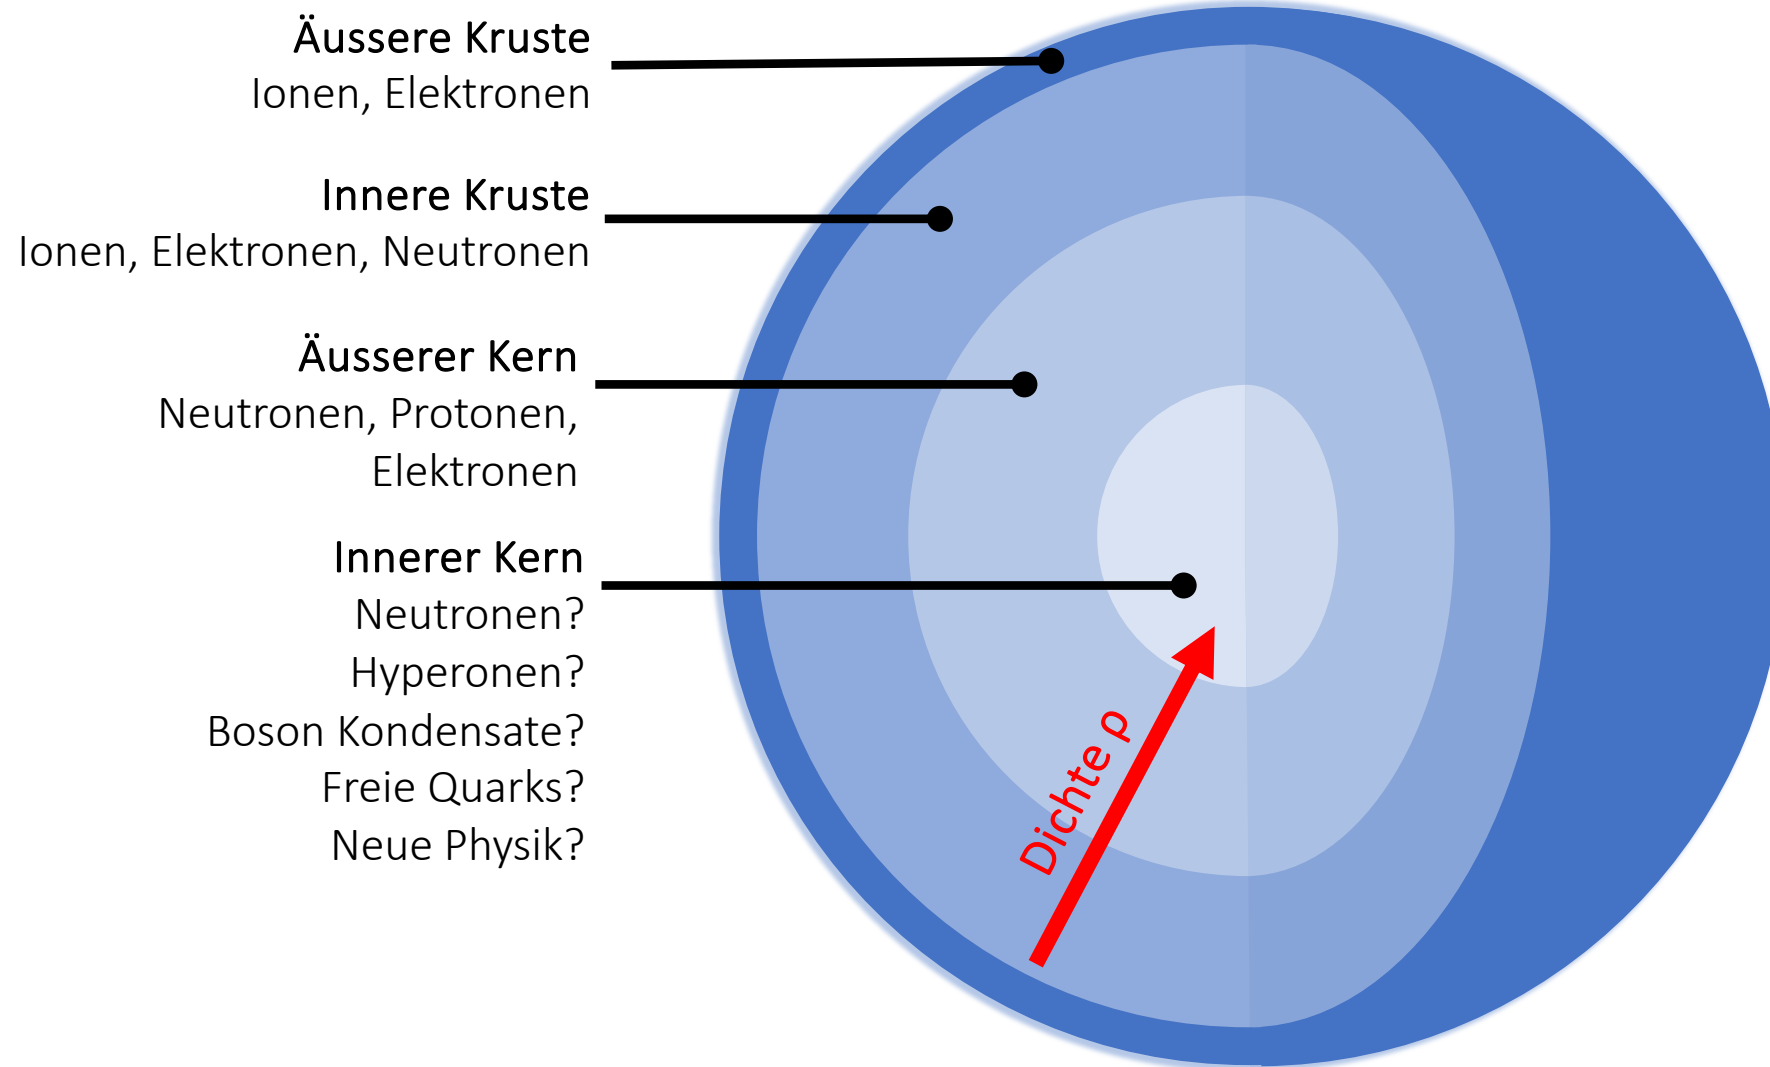 Äussere Kruste
Ionen, Elektronen
Innere Kruste
Ionen, Elektronen, Neutronen
Äusserer Kern
Neutronen, Protonen,
Elektronen
Innerer Kern
Neutronen?
Hyperonen?
Boson Kondensate?
Freie Quarks?
Neue Physik?
Dichte ρ